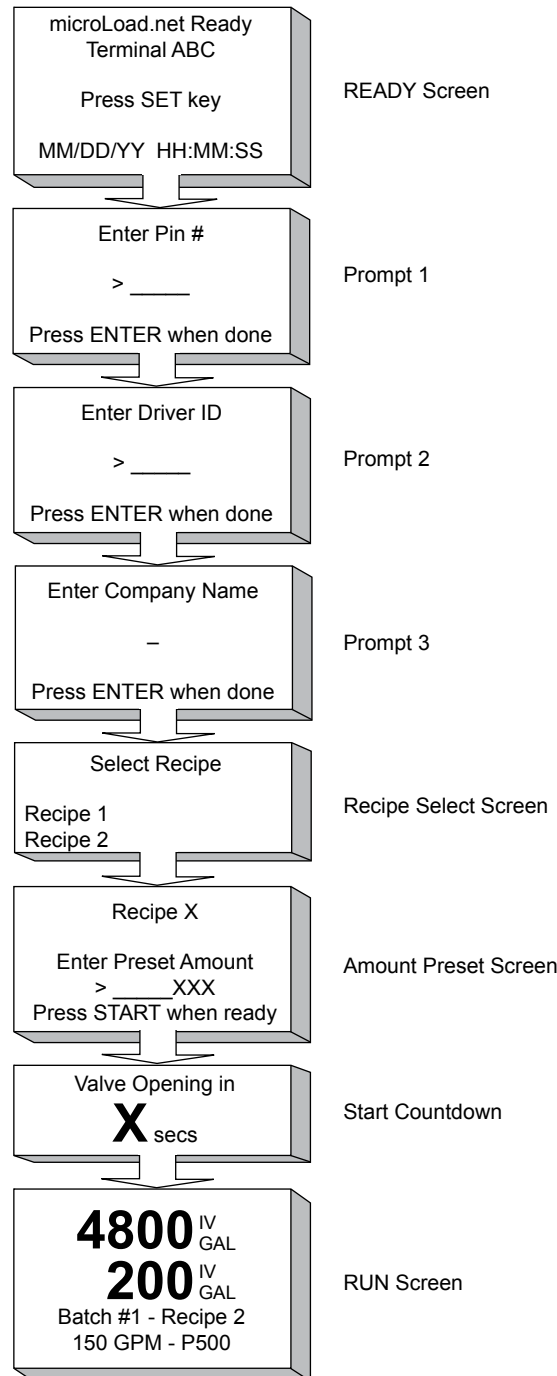 microLoad.net Ready
Terminal ABC
Press SET key
MM/DD/YY HH:MM:SS
READY Screen
Enter Pin #
> _____
Press ENTER when done
Prompt 1
Enter Driver ID
> _____
Press ENTER when done
Prompt 2
Enter Company Name
_
Press ENTER when done
Prompt 3
Select Recipe
Recipe 1
Recipe 2
Recipe Select Screen
Recipe X
Enter Preset Amount
> _____XXX
Press START when ready
Amount Preset Screen
Valve Opening in
X secs
Start Countdown
4800 IV GAL
200 IV GAL
Batch #1 - Recipe 2
150 GPM - P500
RUN Screen